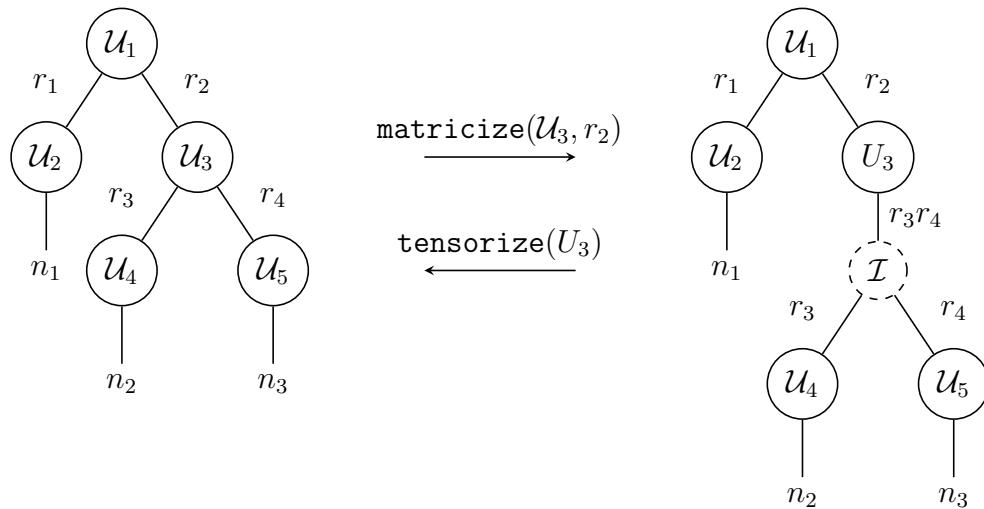 𝒰₁
r₁ r₂
𝒰₂ 𝒰₃
r₃ r₄
n₁ 𝒰₄ 𝒰₅
n₂ n₃
matricize(𝒰₃, r₂)
tensorize(U₃)
𝒰₁
r₁ r₂
𝒰₂ U₃
r₃r₄
n₁ ℐ
r₃ r₄
𝒰₄ 𝒰₅
n₂ n₃